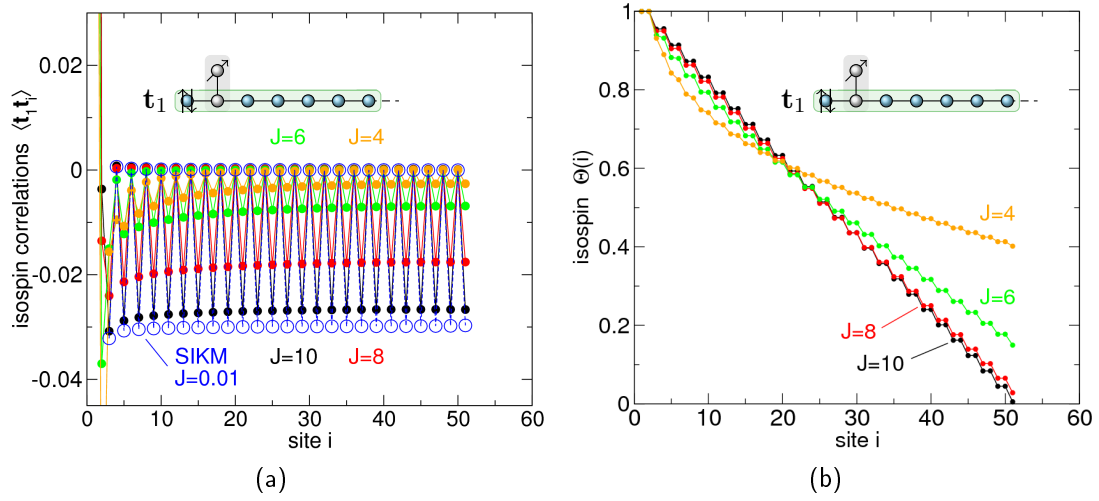 isospin correlations ⟨t₁tᵢ⟩
0.02
0
-0.02
-0.04
t₁
J=6 J=4
SIKM
J=0.01
J=10 J=8
0 10 20 30 40 50 60
site i
(a)
isospin Θ(i)
1
0.8
0.6
0.4
0.2
0
t₁
J=4
J=6
J=8
J=10
0 10 20 30 40 50 60
site i
(b)